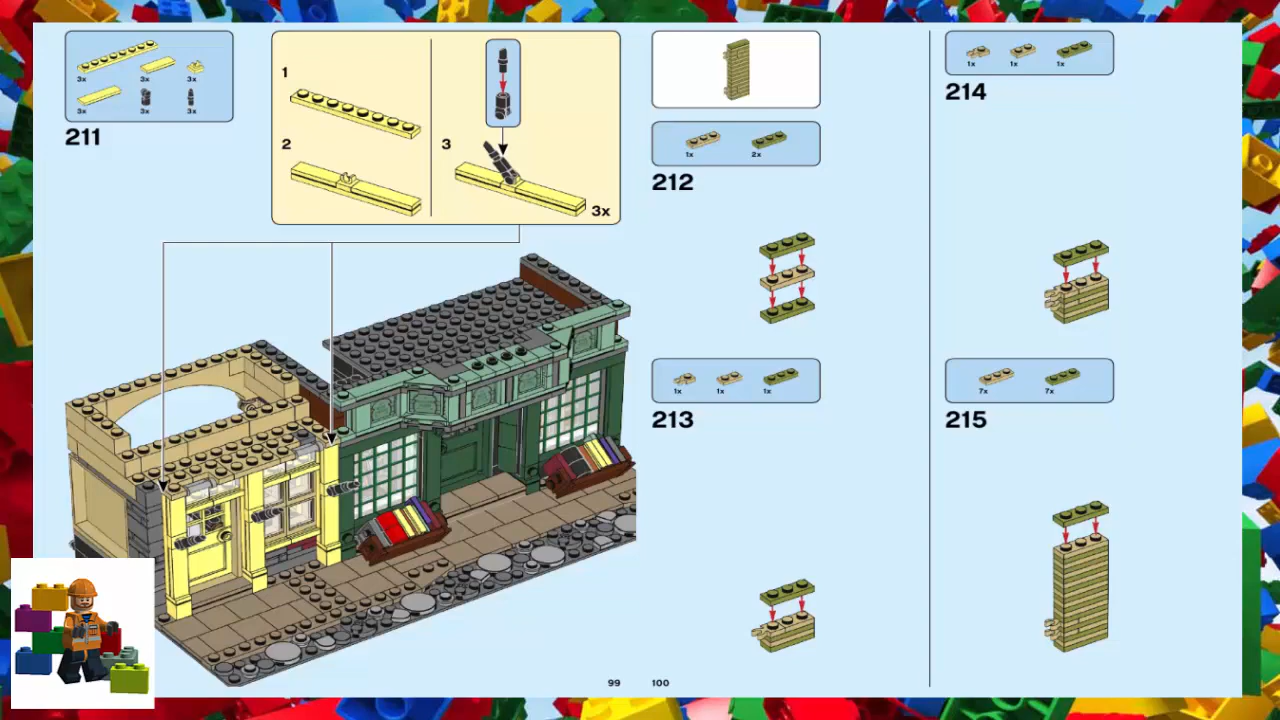 3x 3x 3x
3x 3x 3x
211
1
2
3
3x
1x 2x
212
1x 1x 1x
213
99 100
1x 1x 1x
214
7x 7x
215